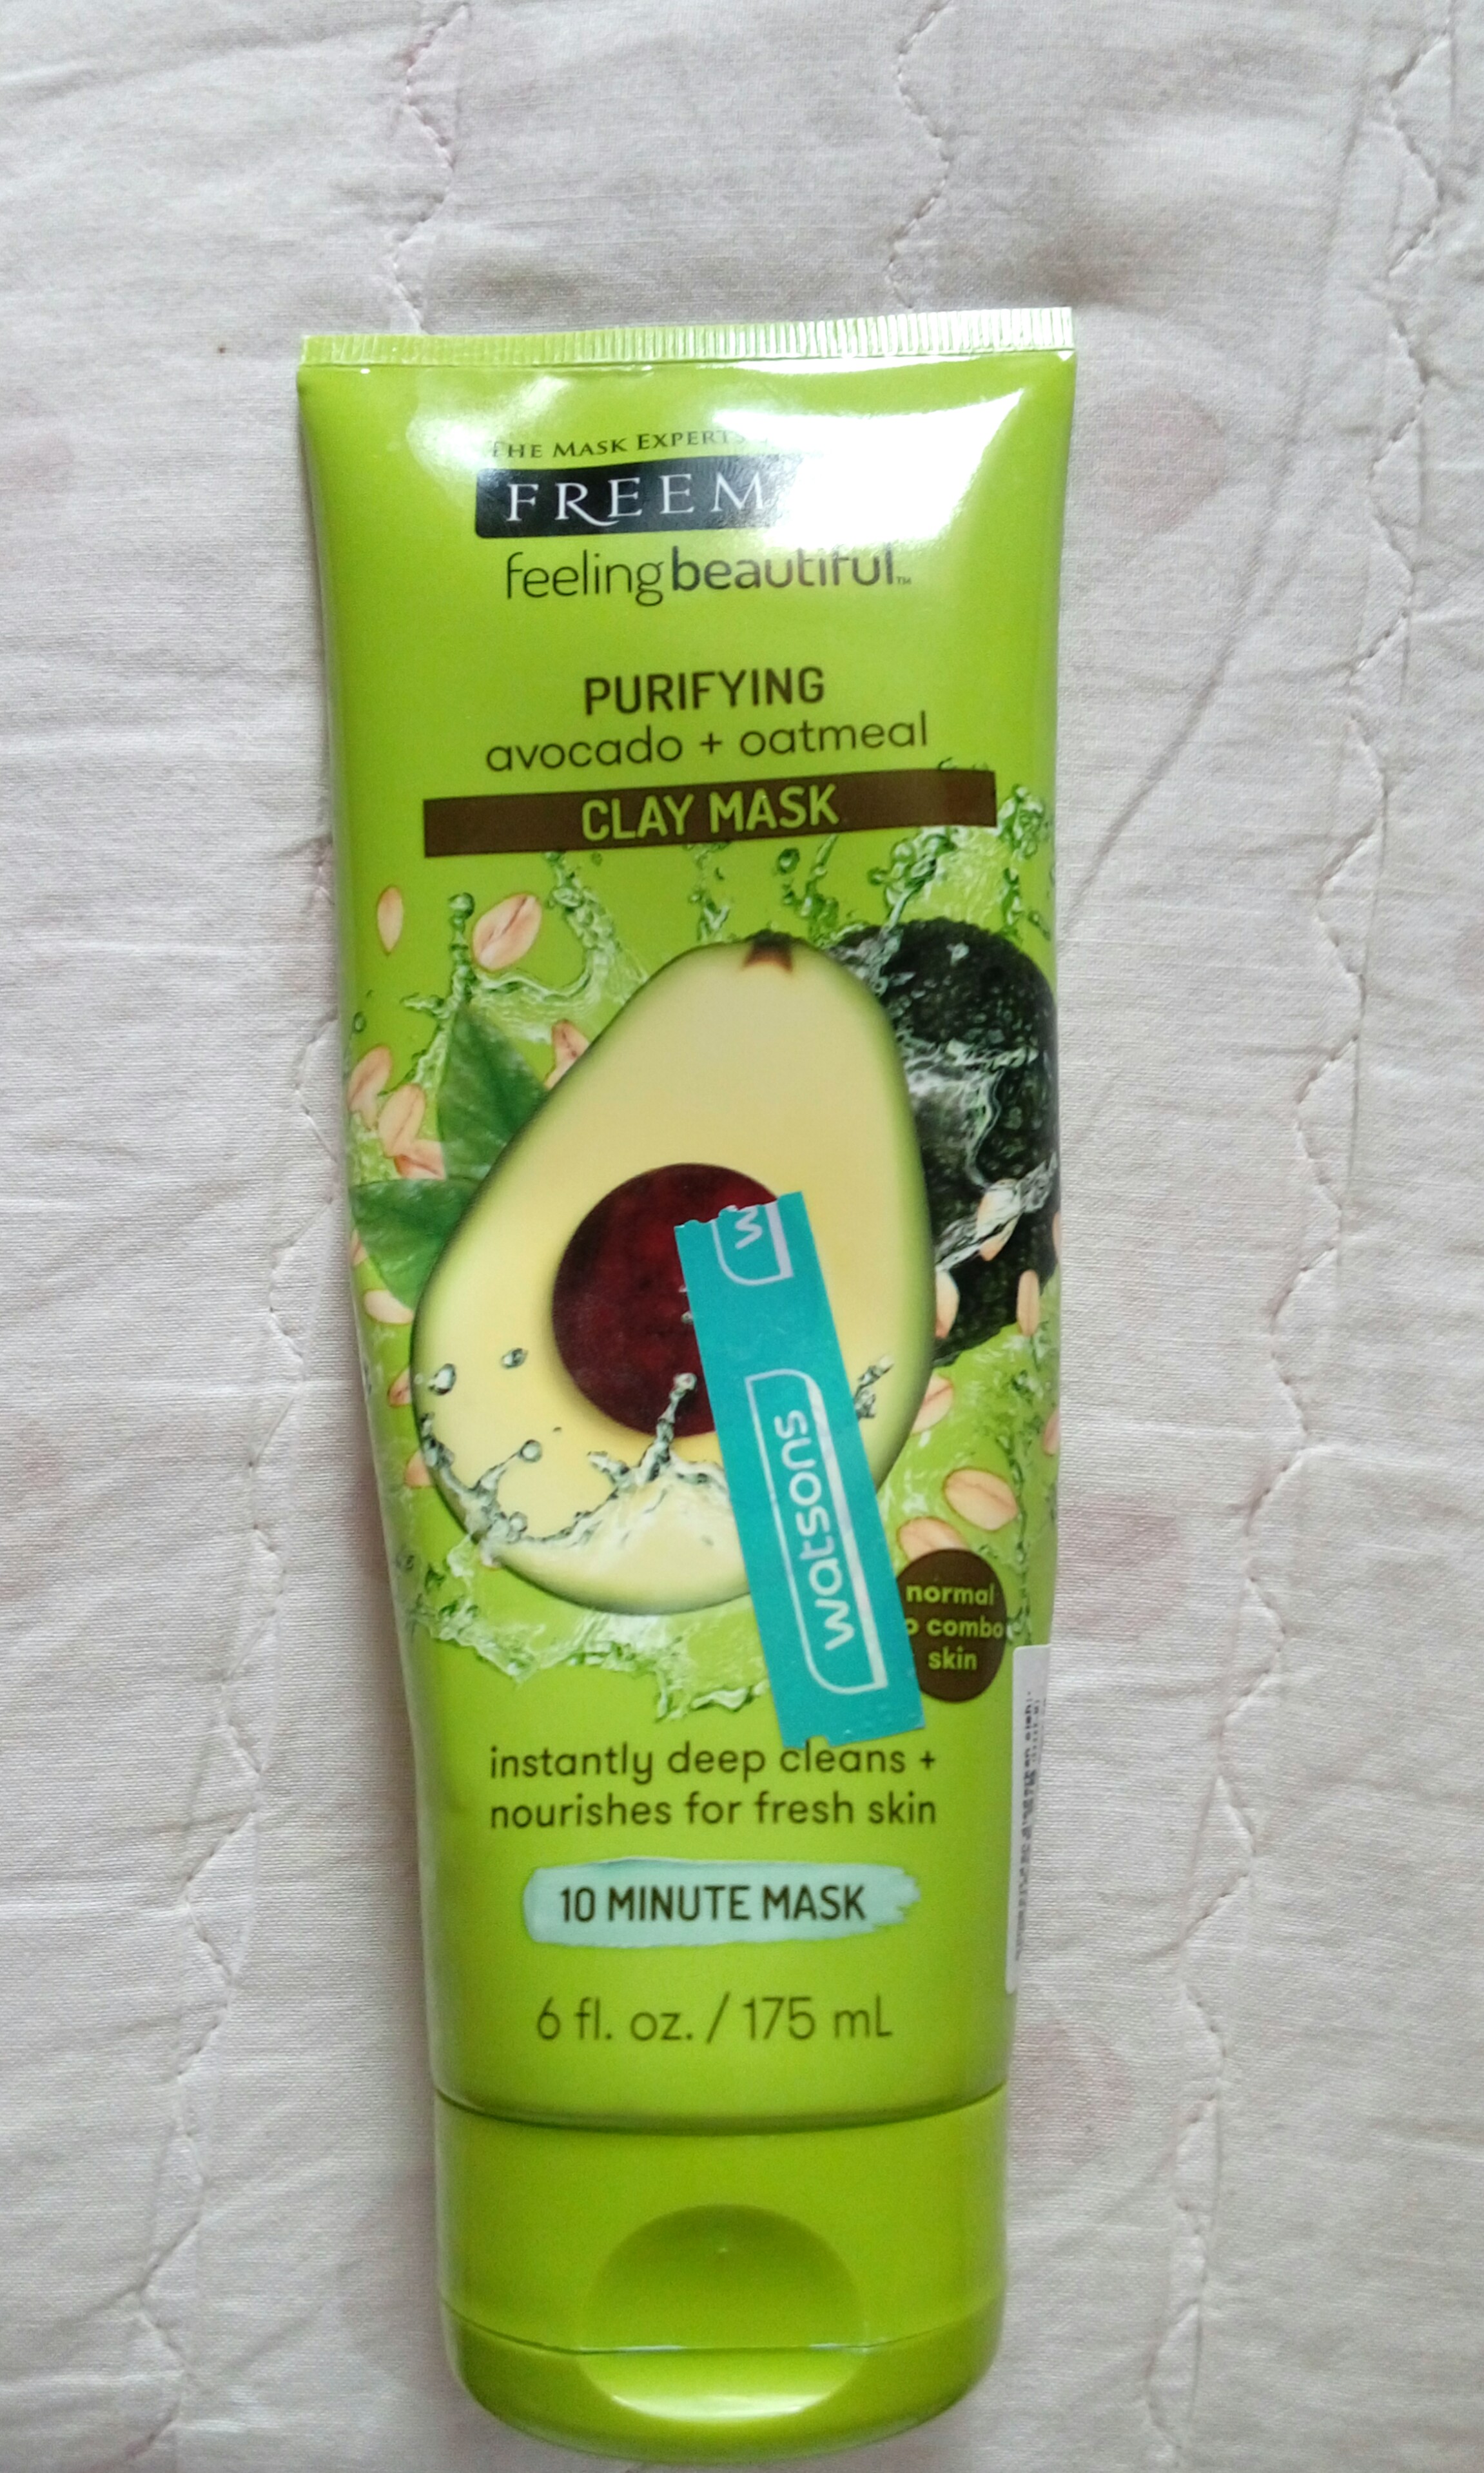 THE MASK EXPERTS
FREEM
feelingbeautiful™
PURIFYING
avocado + oatmeal
CLAY MASK
w
watsons
normal
o combo
skin
instantly deep cleans +
nourishes for fresh skin
10 MINUTE MASK
6 fl. oz. / 175 mL